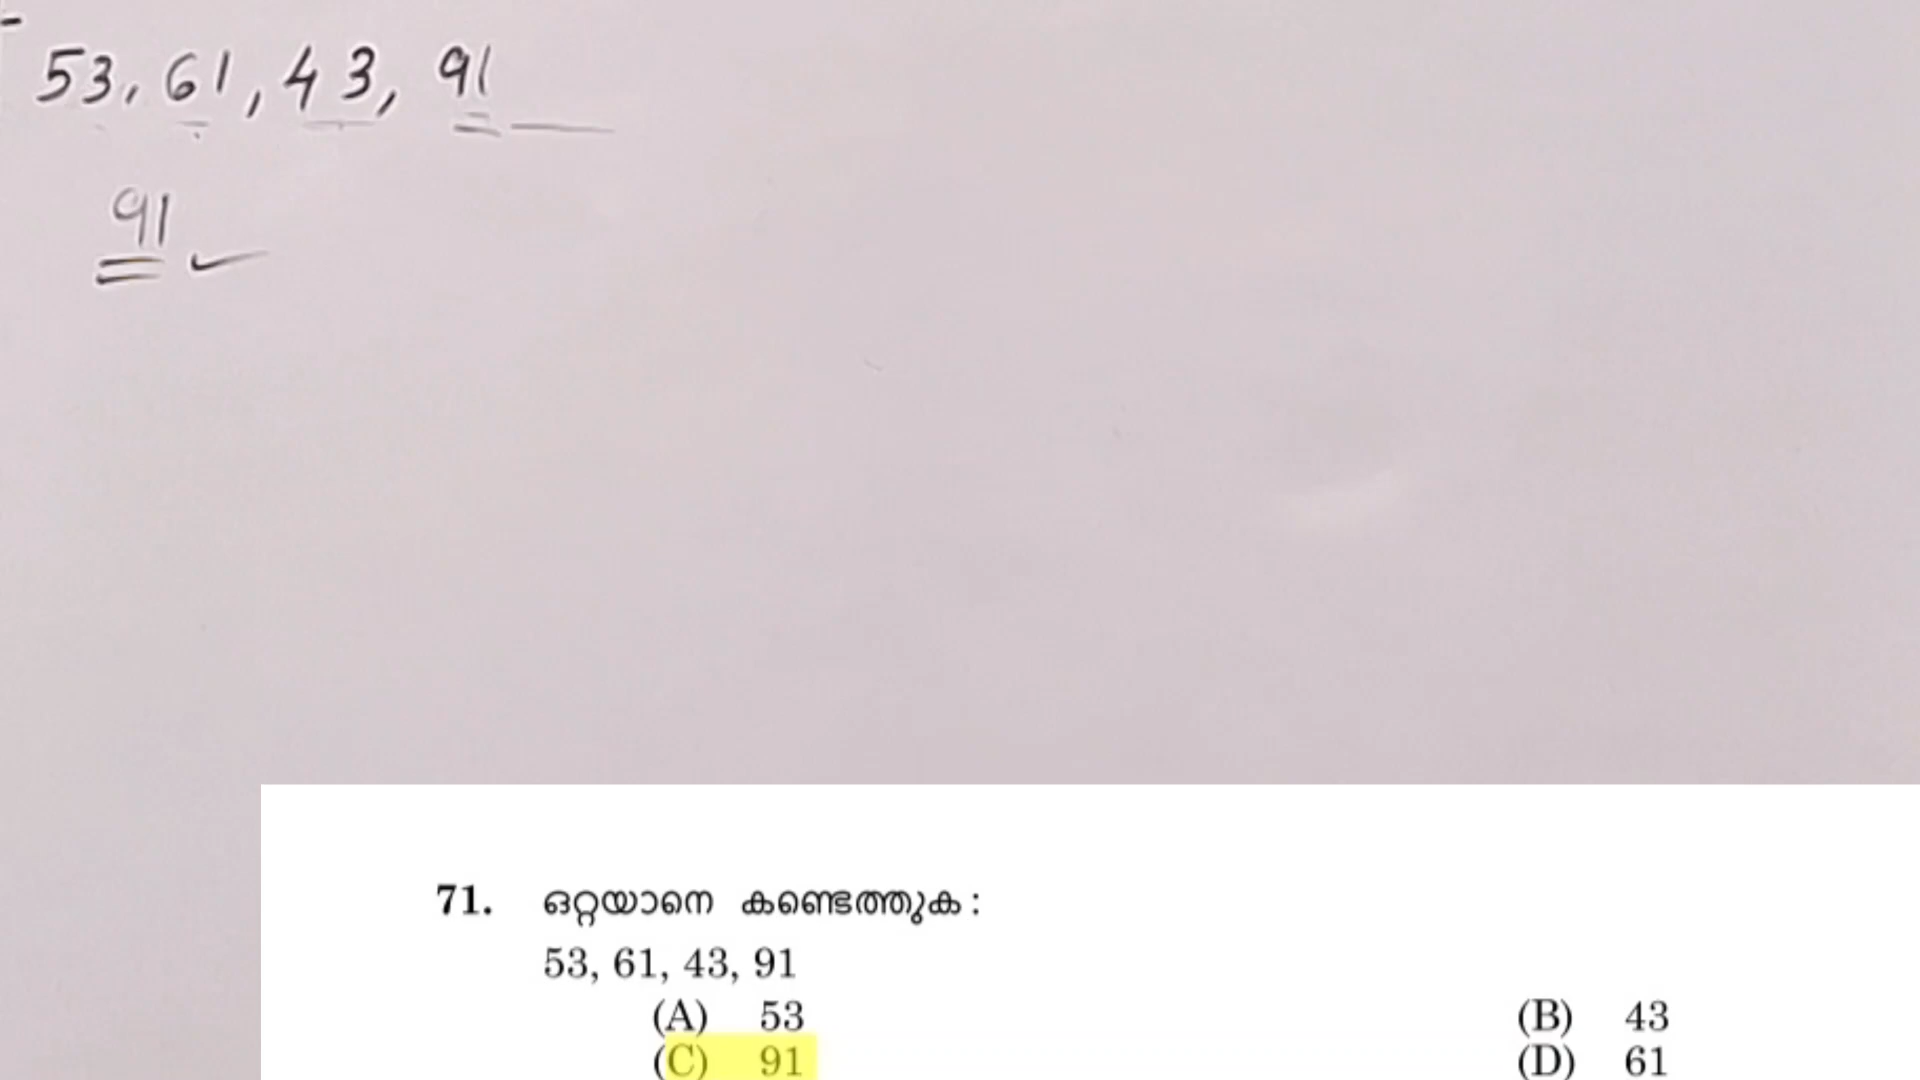 53, 61, 43, 91
91
71. ഒറ്റയാനെ കണ്ടെത്തുക :
53, 61, 43, 91
(A) 53 (B) 43
(C) 91 (D) 61